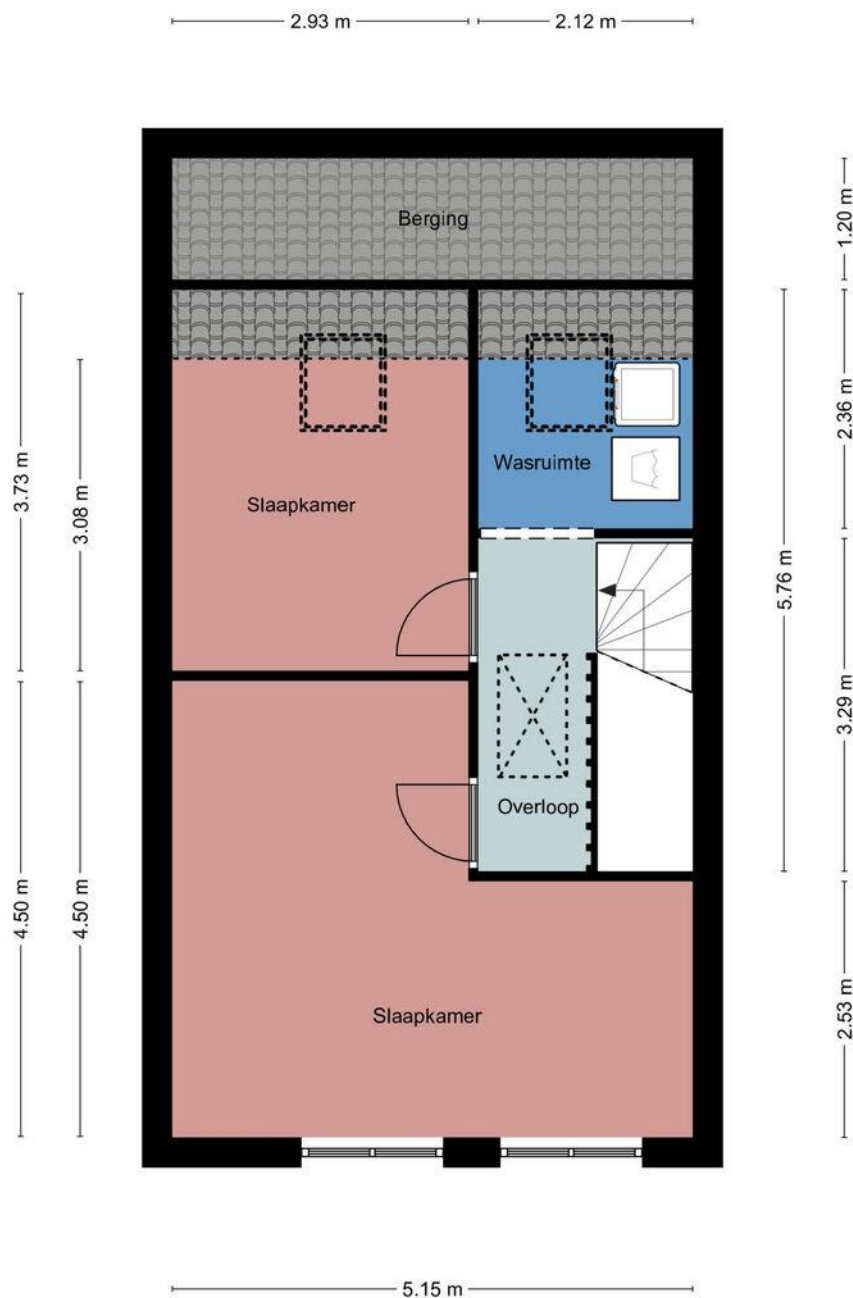 2.93 m
2.12 m
Berging
1.20 m
2.36 m
Wasruimte
Slaapkamer
3.73 m
3.08 m
5.76 m
3.29 m
Overloop
4.50 m
4.50 m
Slaapkamer
2.53 m
5.15 m